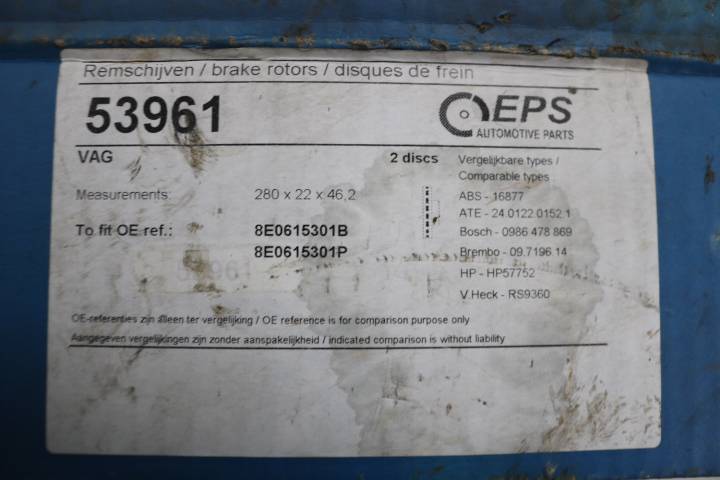 Remschijven / brake rotors / disques de frein
53961
EPS
AUTOMOTIVE PARTS
VAG
2 discs
Vergelijkbare types /
Comparable types
Measurements:
280 x 22 x 46,2
ABS - 16877
ATE - 24.0122.0152.1
To fit OE ref.:
8E0615301B
Bosch - 0986 478 869
8E0615301P
Brembo - 09.7196.14
HP - HP57752
V.Heck - RS9360
OE-referenties zijn alleen ter vergelijking / OE reference is for comparison purpose only
Aangegeven vergelijkingen zijn zonder aanspakelijkheid / indicated comparison is without liability